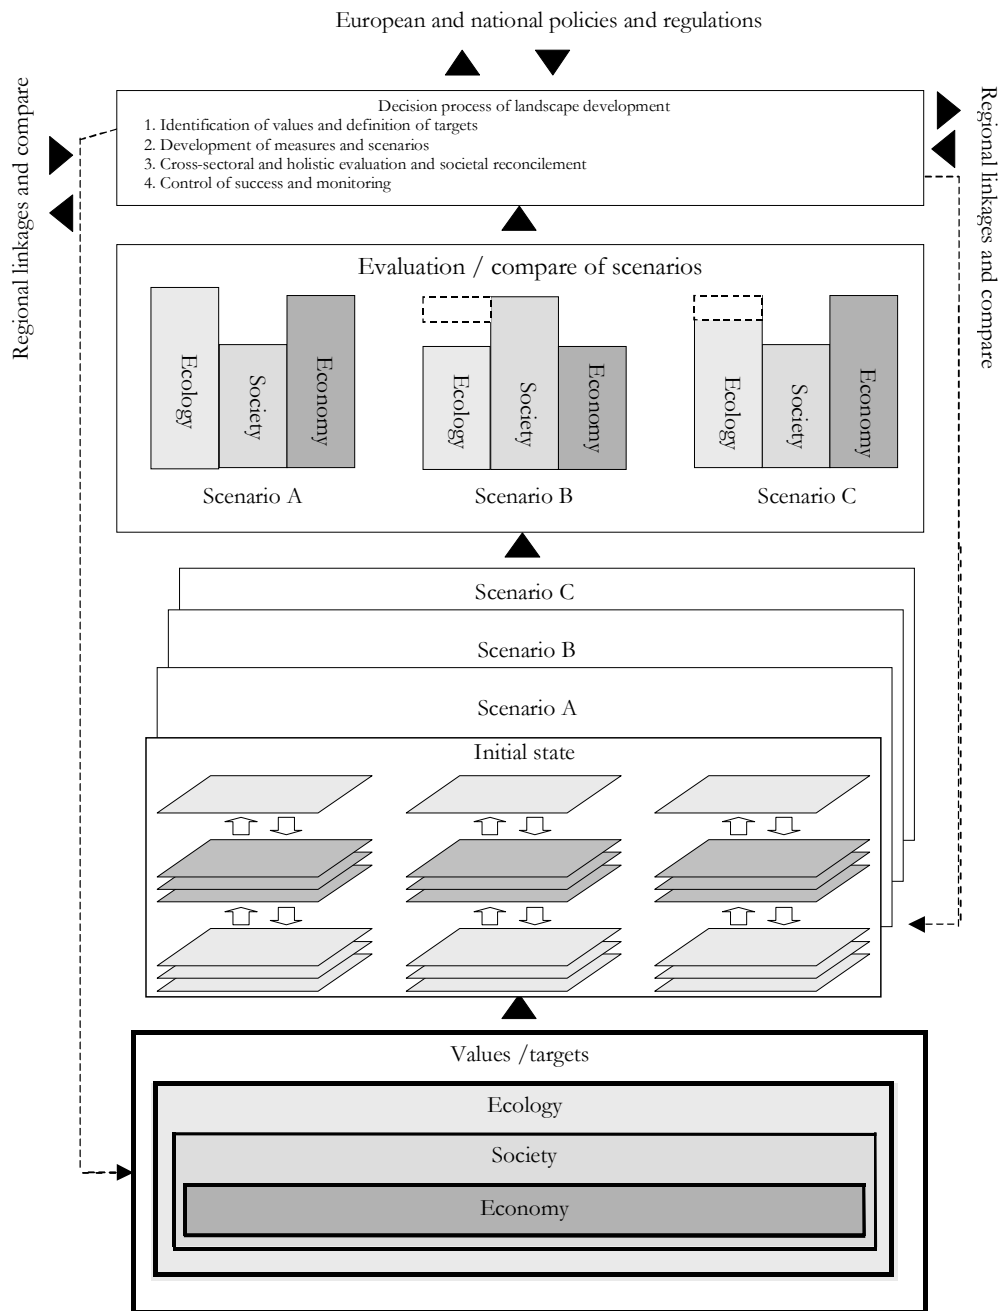 European and national policies and regulations
Regional linkages and compare
Regional linkages and compare
Decision process of landscape development
1. Identification of values and definition of targets
2. Development of measures and scenarios
3. Cross-sectoral and holistic evaluation and societal reconcilement
4. Control of success and monitoring
Evaluation / compare of scenarios
Ecology
Society
Economy
Ecology
Society
Economy
Ecology
Society
Economy
Scenario A
Scenario B
Scenario C
Scenario C
Scenario B
Scenario A
Initial state
Values /targets
Ecology
Society
Economy